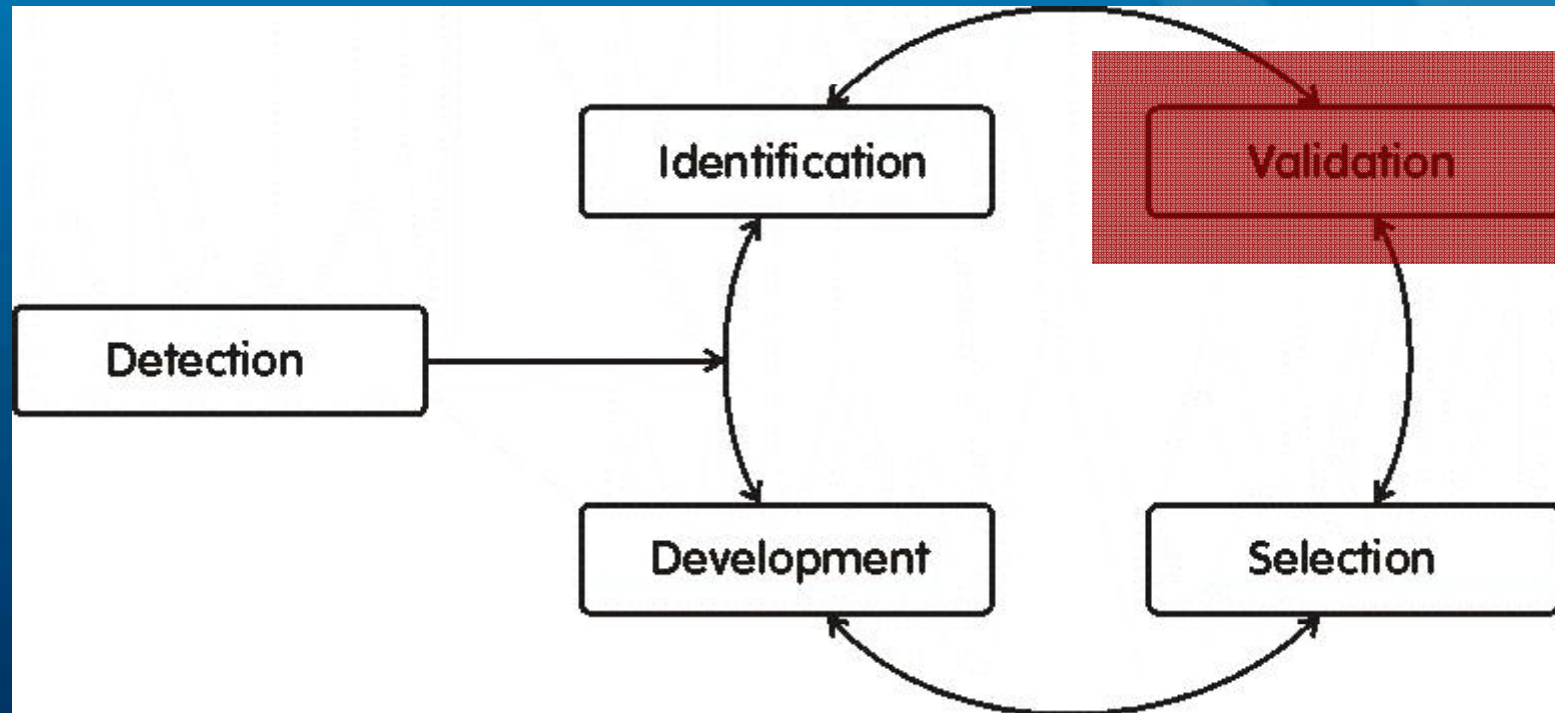 Identification
Validation
Detection
Development
Selection